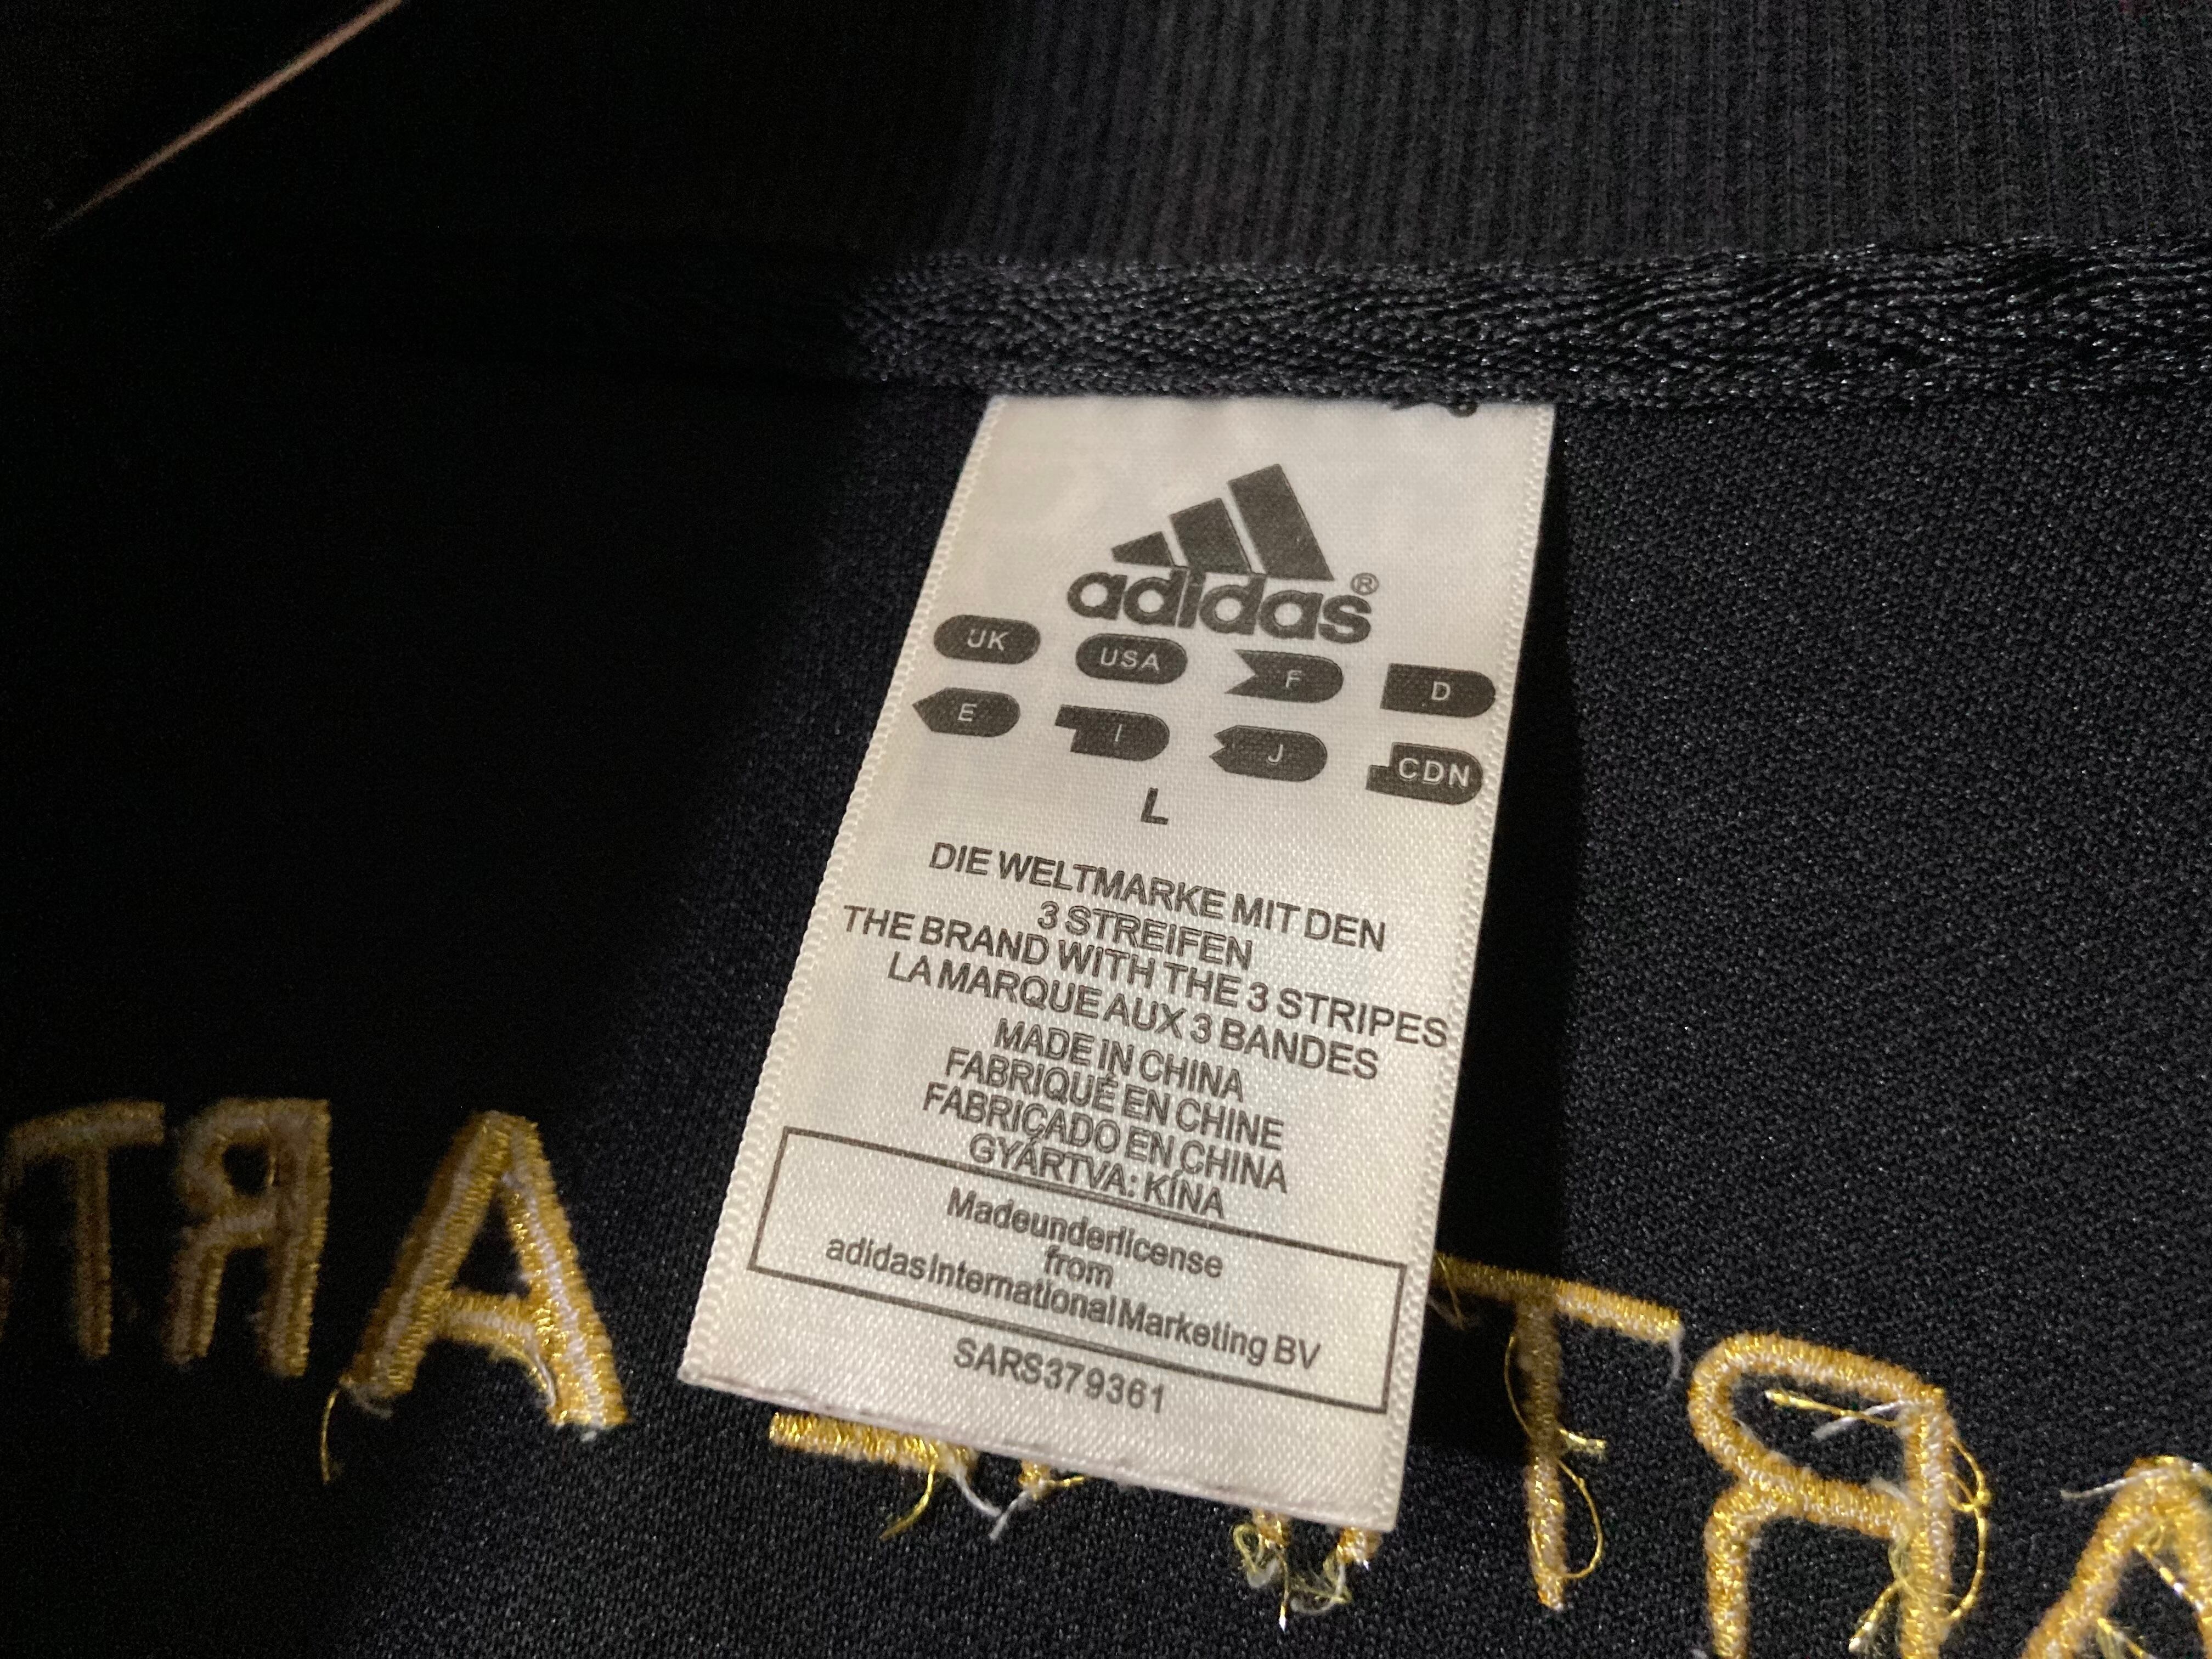 adidas®
UK USA F D
E I J CDN
L
DIE WELTMARKE MIT DEN
3 STREIFEN
THE BRAND WITH THE 3 STRIPES
LA MARQUE AUX 3 BANDES
MADE IN CHINA
FABRIQUÉ EN CHINE
FABRICADO EN CHINA
GYÁRTVA: KÍNA
Madeunderlicense
from
adidasInternationalMarketing BV
SARS379361